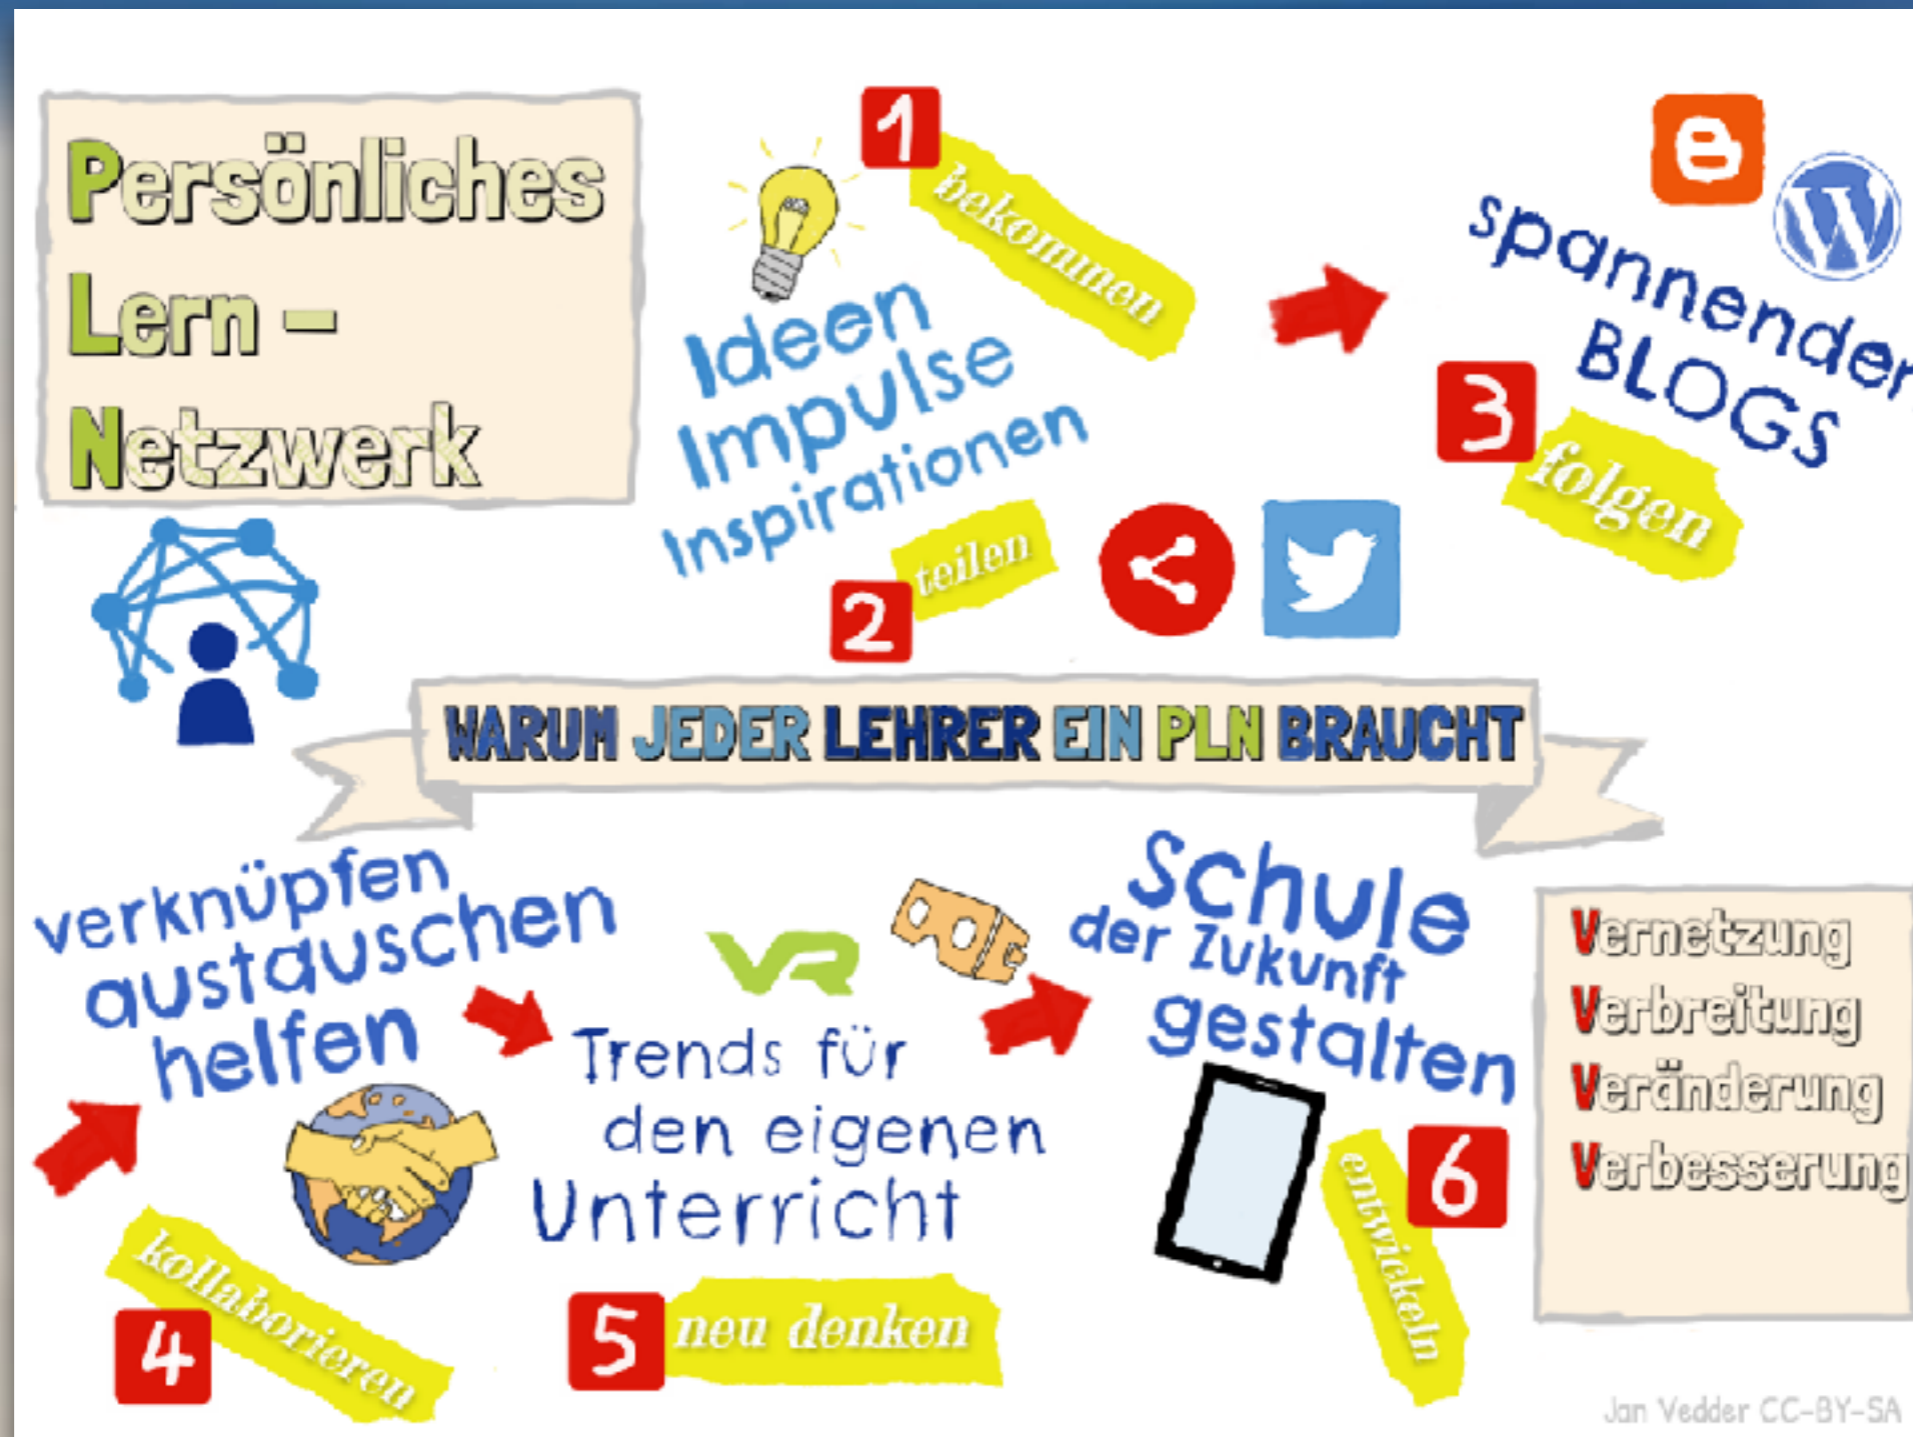 Persönliches
Lern -
Netzwerk
1
bekommen
Ideen
Impulse
Inspirationen
2
teilen
spannenden
BLOGS
3
folgen
WARUM JEDER LEHRER EIN PLN BRAUCHT
verknüpfen
austauschen
helfen
4
kollaborieren
VR
Trends für
den eigenen
Unterricht
5
neu denken
Schule
der Zukunft
gestalten
6
entwickeln
Vernetzung
Verbreitung
Veränderung
Verbesserung
Jan Vedder CC-BY-SA